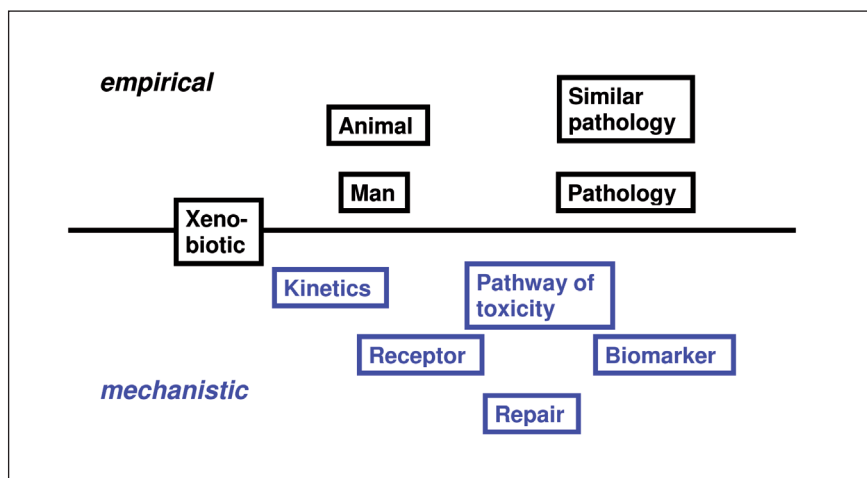 empirical
Similar
pathology
Animal
Man
Pathology
Xeno-
biotic
Kinetics
Pathway of
toxicity
Receptor
Biomarker
mechanistic
Repair